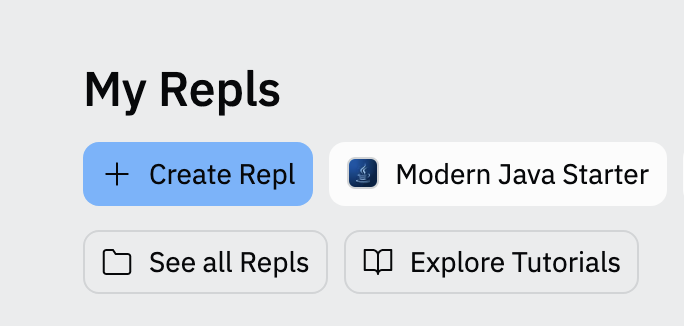 My Repls
Create Repl
Modern Java Starter
See all Repls
Explore Tutorials